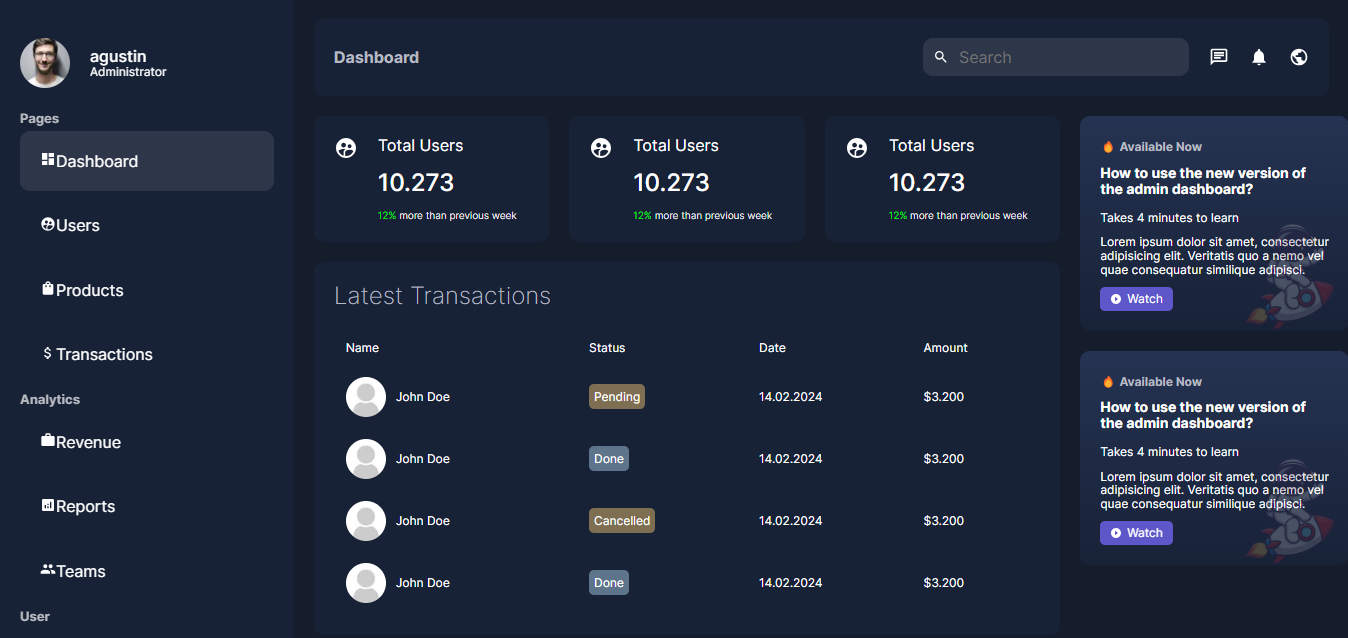 agustin
Administrator
Pages
Dashboard
Users
Products
Transactions
Analytics
Revenue
Reports
Teams
User
Dashboard
Search
Total Users
10.273
12% more than previous week
Total Users
10.273
12% more than previous week
Total Users
10.273
12% more than previous week
Latest Transactions
Name Status Date Amount
John Doe Pending 14.02.2024 $3.200
John Doe Done 14.02.2024 $3.200
John Doe Cancelled 14.02.2024 $3.200
John Doe Done 14.02.2024 $3.200
Available Now
How to use the new version of
the admin dashboard?
Takes 4 minutes to learn
Lorem ipsum dolor sit amet, consectetur
adipisicing elit. Veritatis quo a nemo vel
quae consequatur similique adipisci.
Watch
Available Now
How to use the new version of
the admin dashboard?
Takes 4 minutes to learn
Lorem ipsum dolor sit amet, consectetur
adipisicing elit. Veritatis quo a nemo vel
quae consequatur similique adipisci.
Watch